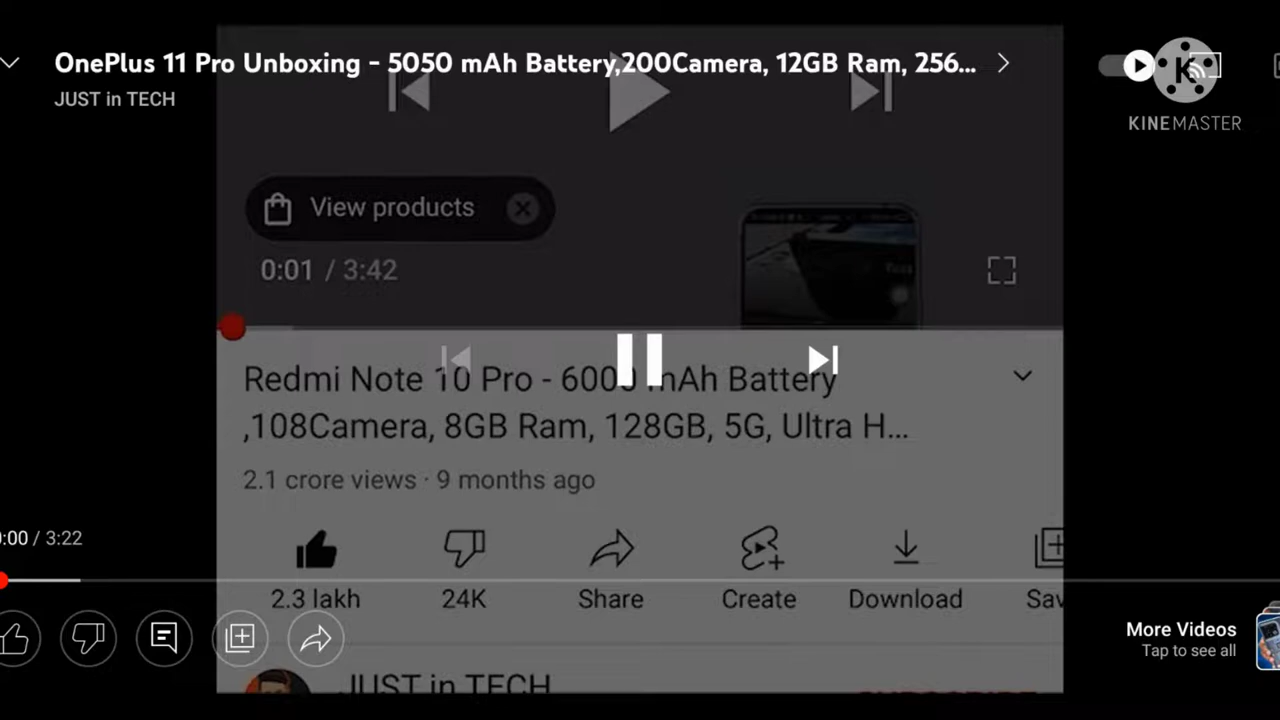 OnePlus 11 Pro Unboxing - 5050 mAh Battery,200Camera, 12GB Ram, 256...
JUST in TECH
KINEMASTER
View products
0:01 / 3:42
Redmi Note 10 Pro - 6000 mAh Battery
,108Camera, 8GB Ram, 128GB, 5G, Ultra H...
2.1 crore views · 9 months ago
:00 / 3:22
2.3 lakh
24K
Share
Create
Download
Sav
More Videos
Tap to see all
JUST in TECH